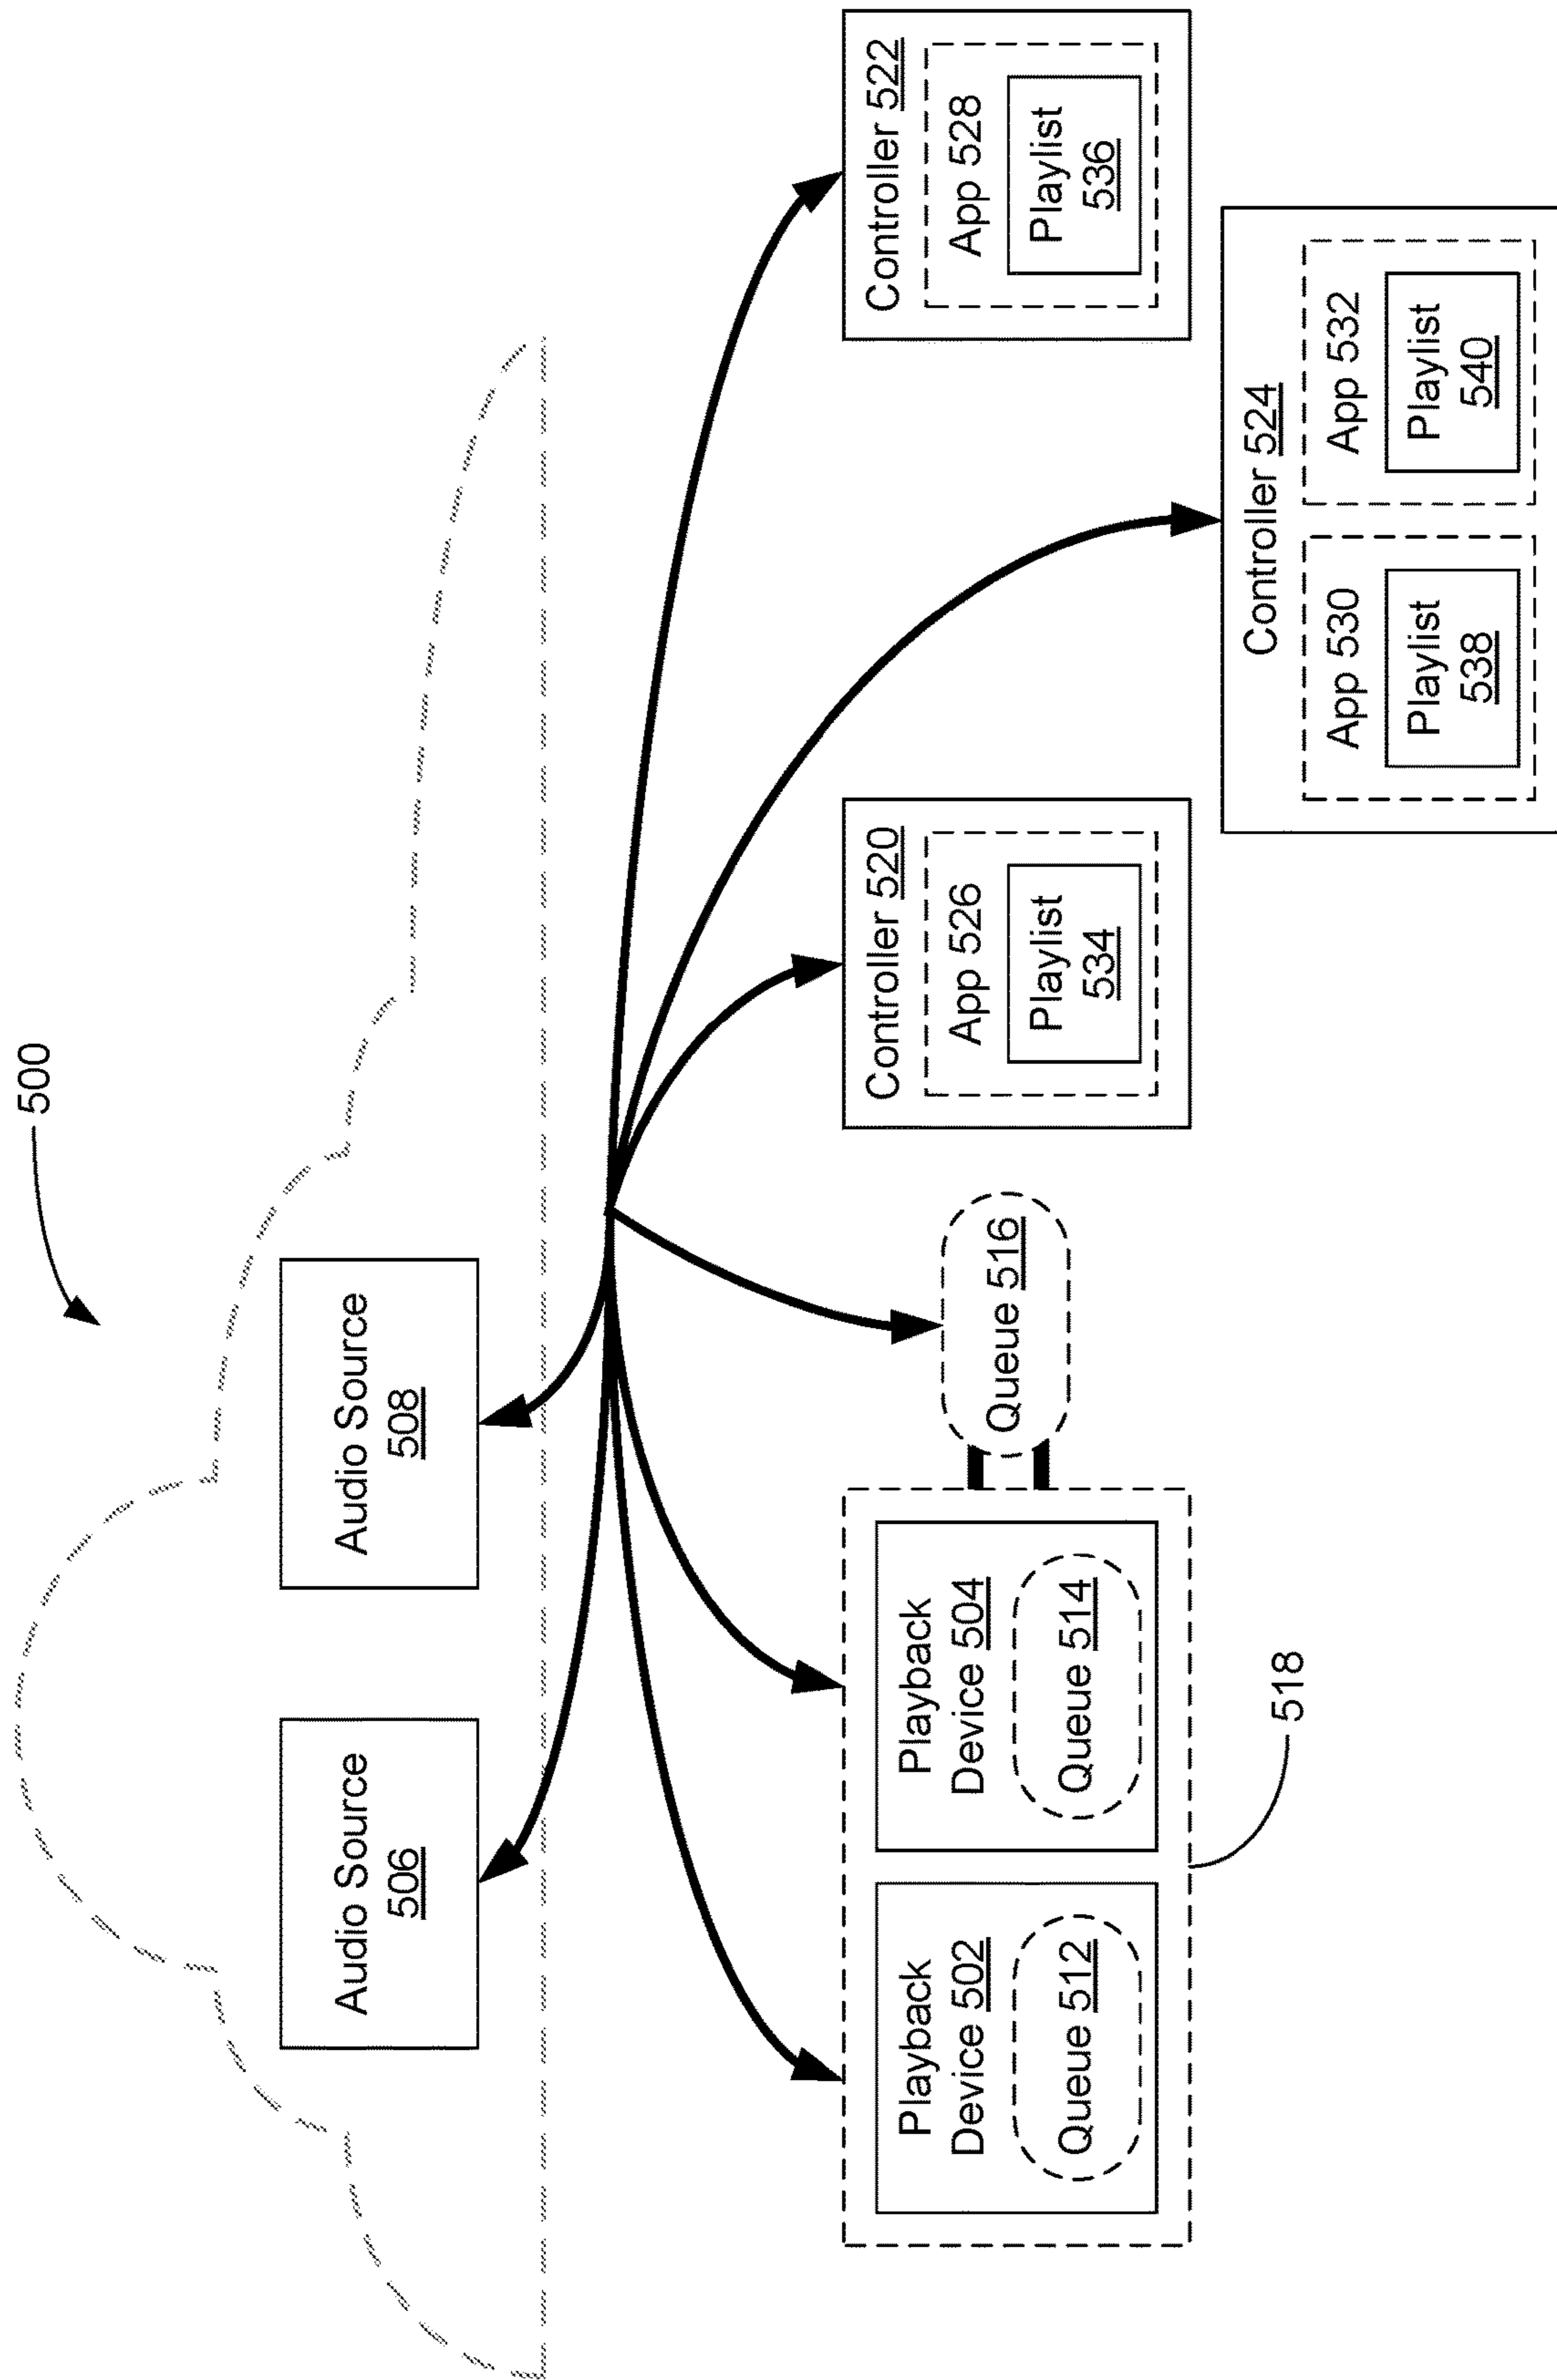 500
Audio Source
506
Audio Source
508
Playback
Device 502
Queue 512
Playback
Device 504
Queue 514
518
Queue 516
Controller 520
App 526
Playlist
534
Controller 522
App 528
Playlist
536
Controller 524
App 530
Playlist
538
App 532
Playlist
540